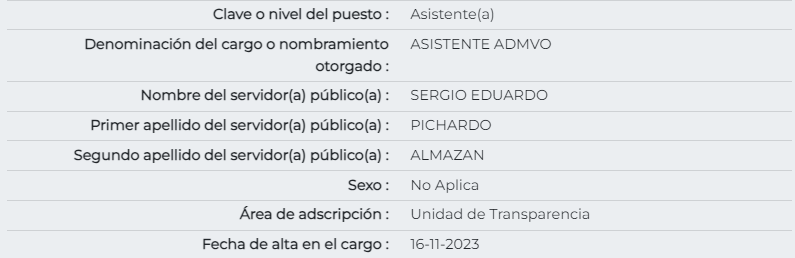 Clave o nivel del puesto : Asistente(a)
Denominación del cargo o nombramiento ASISTENTE ADMVO
otorgado :
Nombre del servidor(a) público(a) : SERGIO EDUARDO
Primer apellido del servidor(a) público(a) : PICHARDO
Segundo apellido del servidor(a) público(a) : ALMAZAN
Sexo : No Aplica
Área de adscripción : Unidad de Transparencia
Fecha de alta en el cargo : 16-11-2023